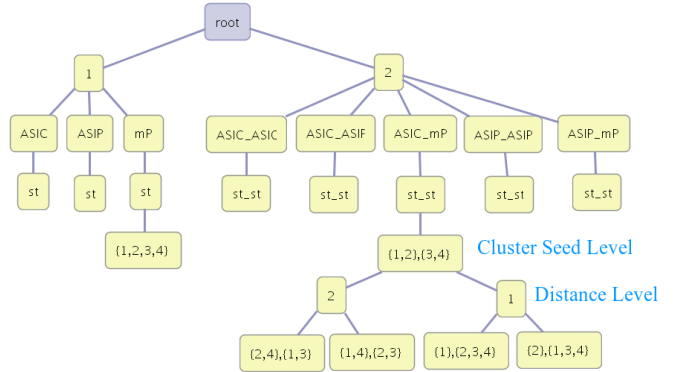 root
1
2
ASIC
ASIP
mP
ASIC_ASIC
ASIC_ASIF
ASIC_mP
ASIP_ASIP
ASIP_mP
st
st
st
st_st
st_st
st_st
st_st
st_st
{1,2,3,4}
{1,2},{3,4}
Cluster Seed Level
2
1
Distance Level
{2,4},{1,3}
{1,4},{2,3}
{1},{2,3,4}
{2},{1,3,4}